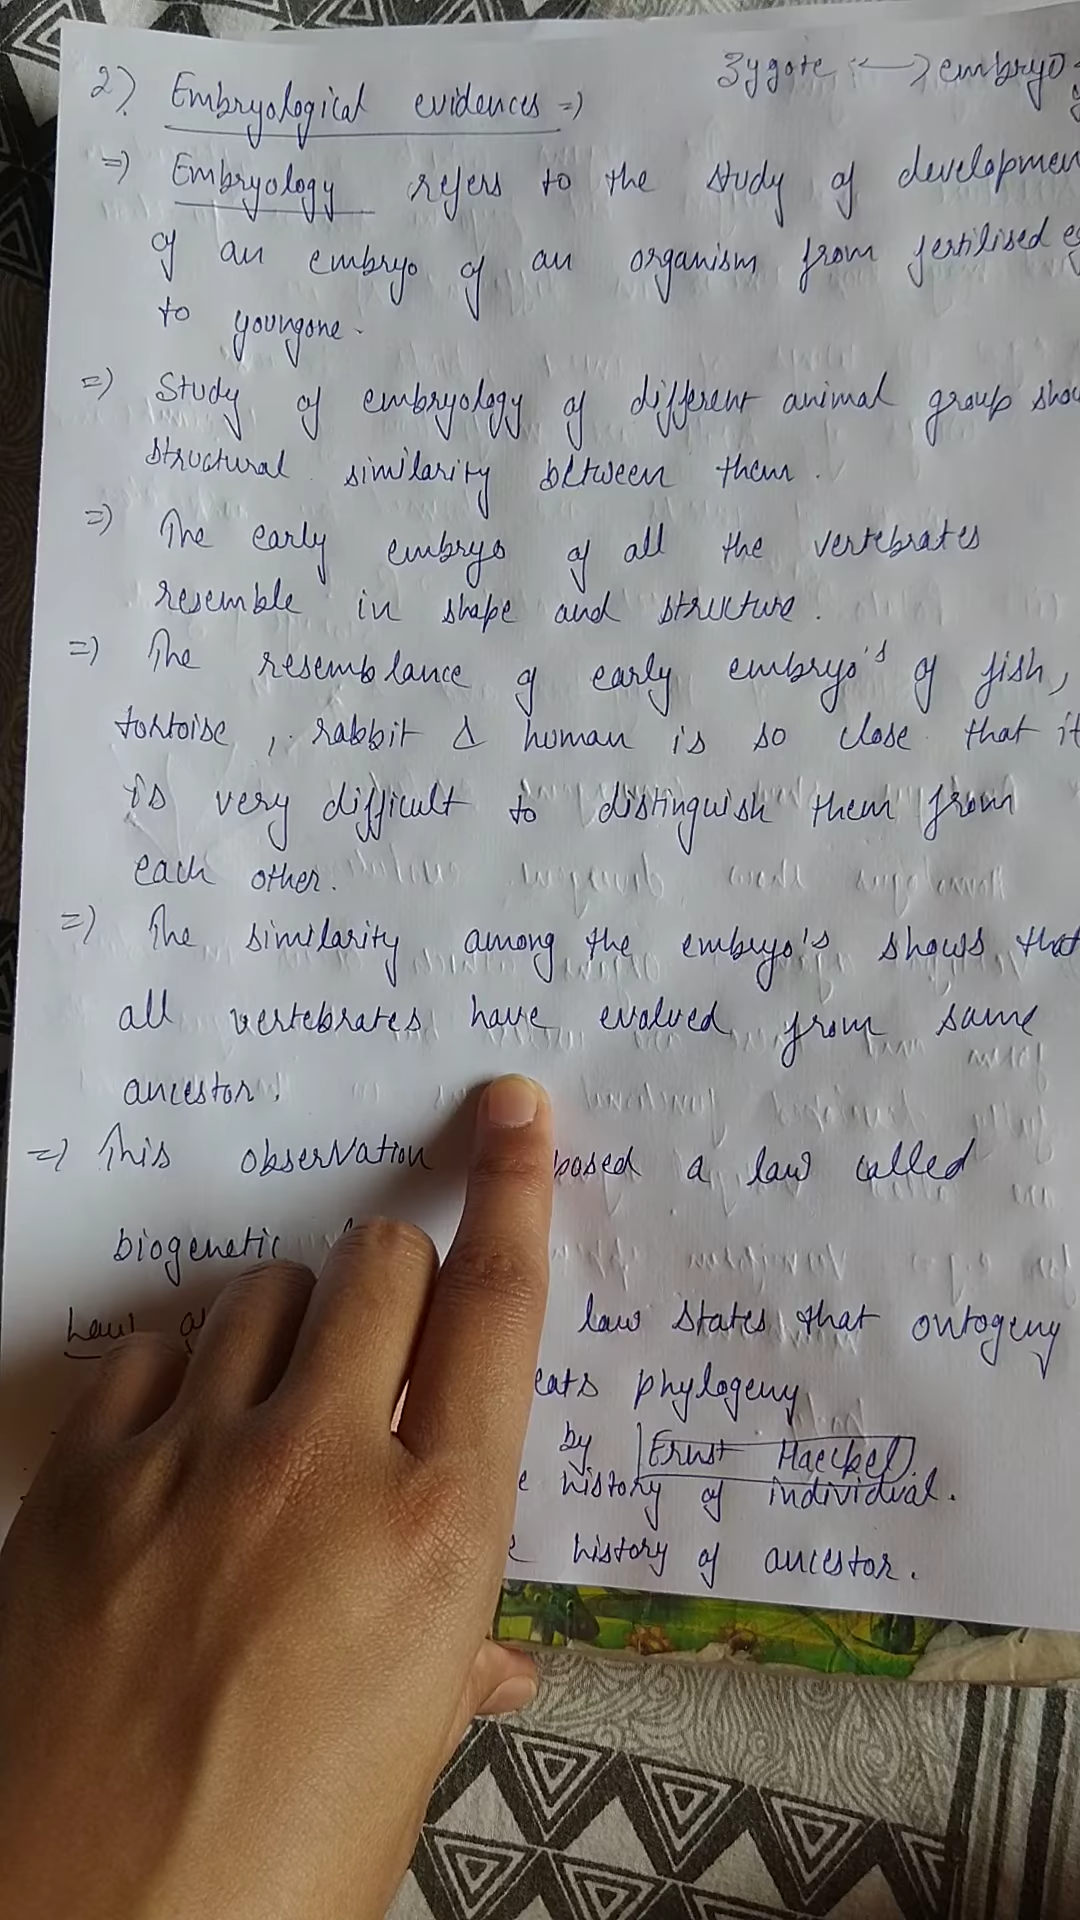 Zygote <--> embryo
2) Embryological evidences =>
=) Embryology refers to the study of developmen
of an embryo of an organism from fertilised
to youngone.
=) Study of embryology of different animal group
structural similarity between them.
=) The early embryo of all the vertebrates
resemble in shape and structure.
=) The resemblance of early embryo's of fish,
tortoise, rabbit & human is so close that it
is very difficult to distinguish them from
each other.
=) The similarity among the embryo's shows that
all vertebrates have evolved from same
ancestor.
=) This observation posed a law called
biogenetic
Law law states that ontogeny
eats phylogeny
by Ernst Haeckel.
history of individual.
history of ancestor.